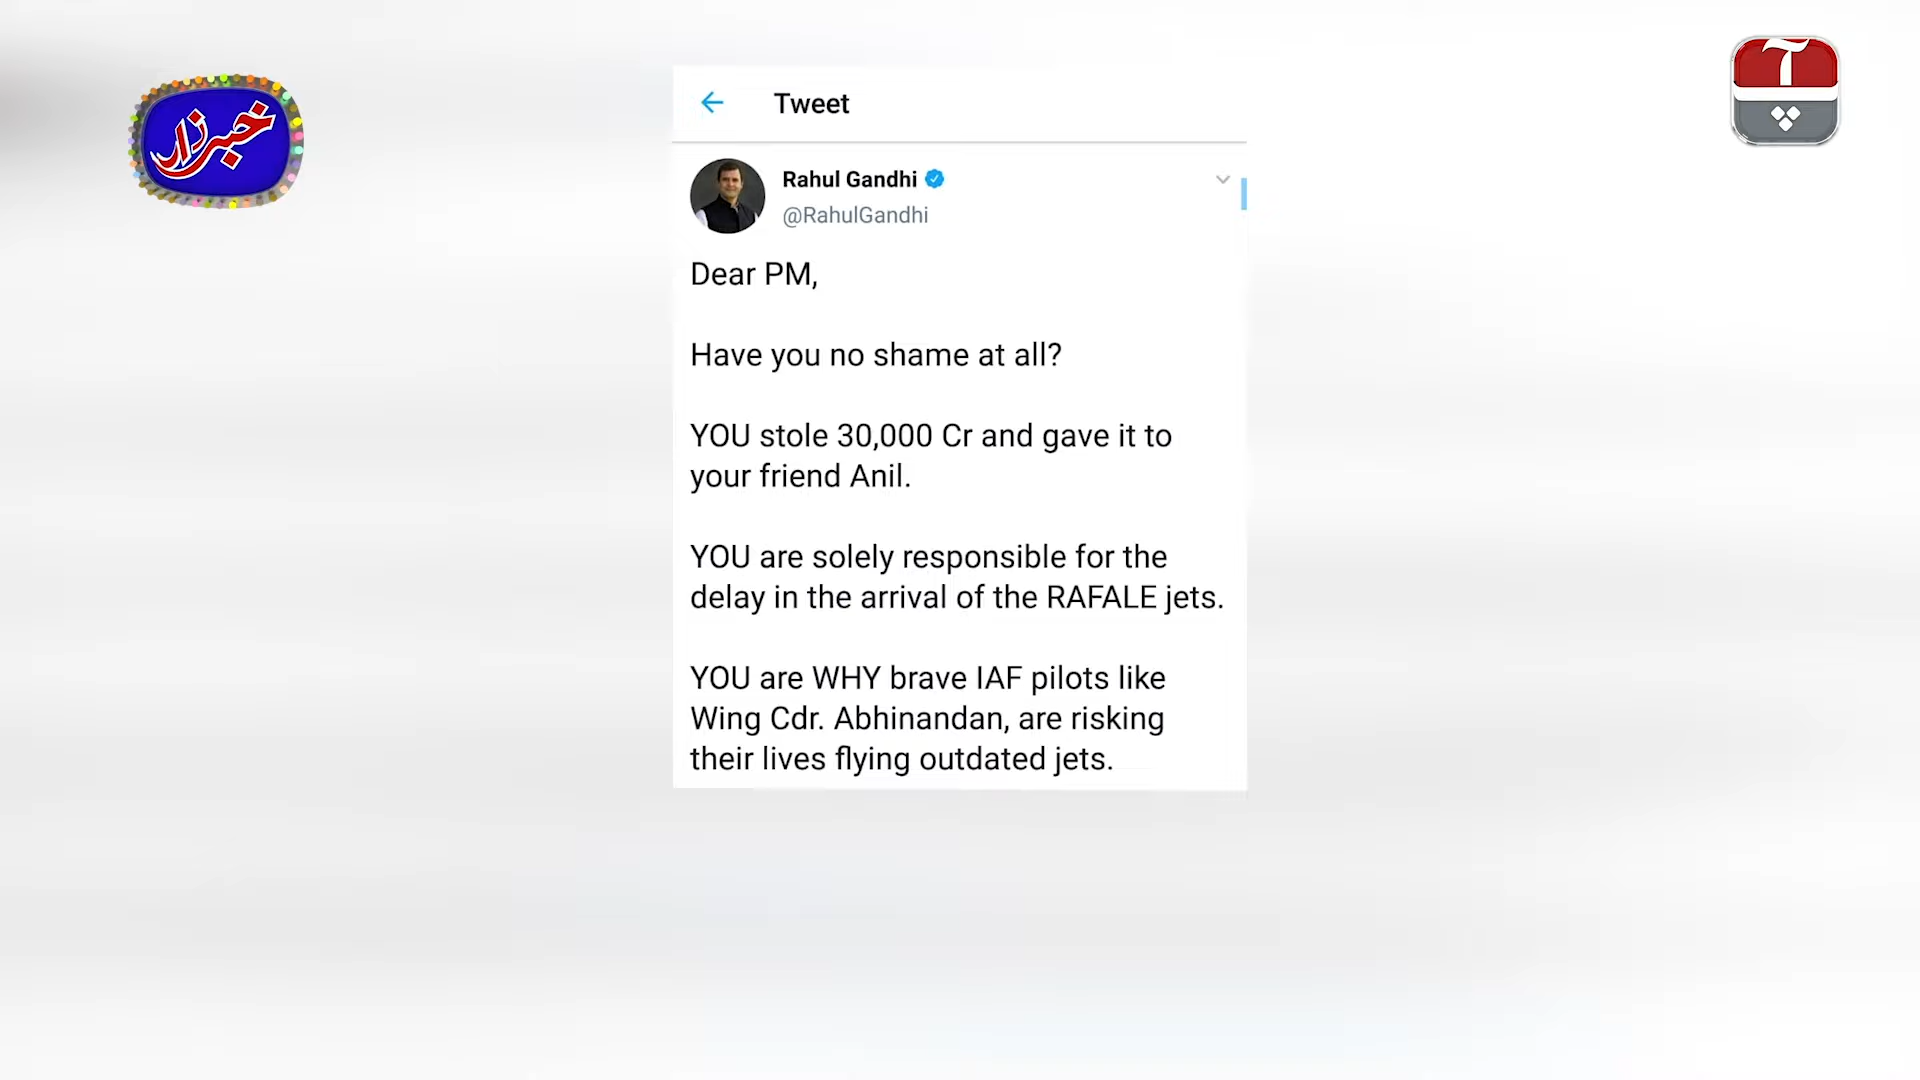 خبرزار
آپ
Tweet
Rahul Gandhi
@RahulGandhi
Dear PM,
Have you no shame at all?
YOU stole 30,000 Cr and gave it to
your friend Anil.
YOU are solely responsible for the
delay in the arrival of the RAFALE jets.
YOU are WHY brave IAF pilots like
Wing Cdr. Abhinandan, are risking
their lives flying outdated jets.